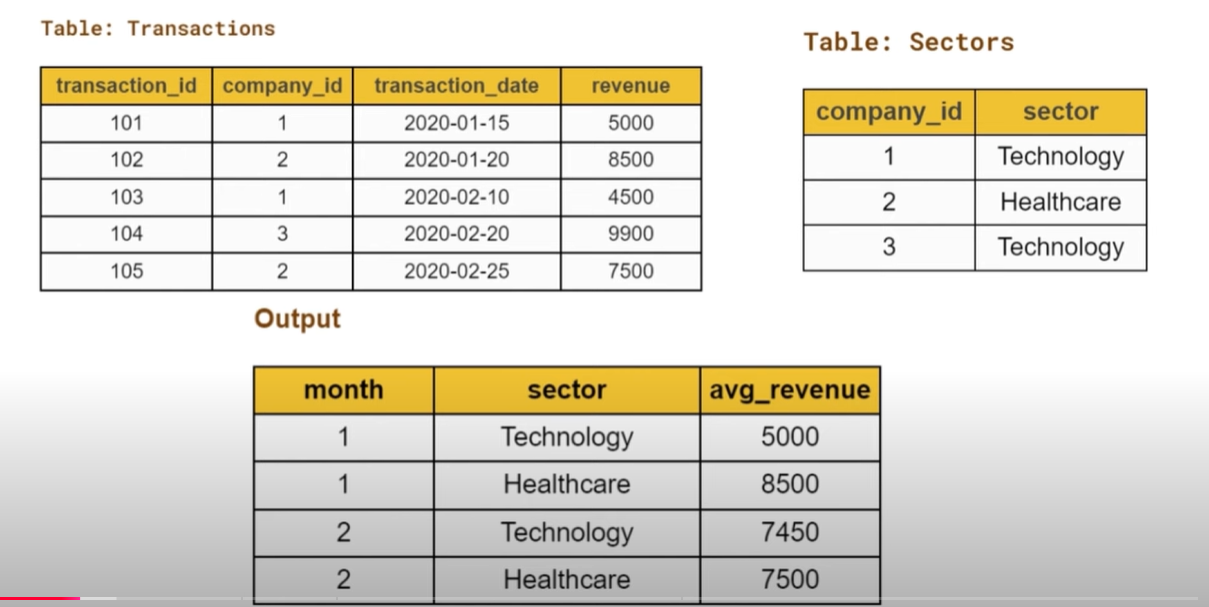 Table: Transactions
transaction_id company_id transaction_date revenue
101 1 2020-01-15 5000
102 2 2020-01-20 8500
103 1 2020-02-10 4500
104 3 2020-02-20 9900
105 2 2020-02-25 7500
Table: Sectors
company_id sector
1 Technology
2 Healthcare
3 Technology
Output
month sector avg_revenue
1 Technology 5000
1 Healthcare 8500
2 Technology 7450
2 Healthcare 7500